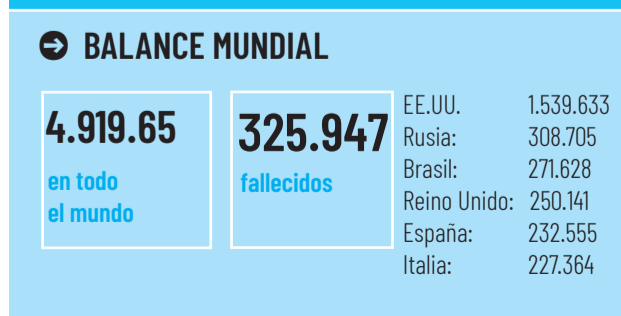 BALANCE MUNDIAL
4.919.65
en todo
el mundo
325.947
fallecidos
EE.UU. 1.539.633
Rusia: 308.705
Brasil: 271.628
Reino Unido: 250.141
España: 232.555
Italia: 227.364